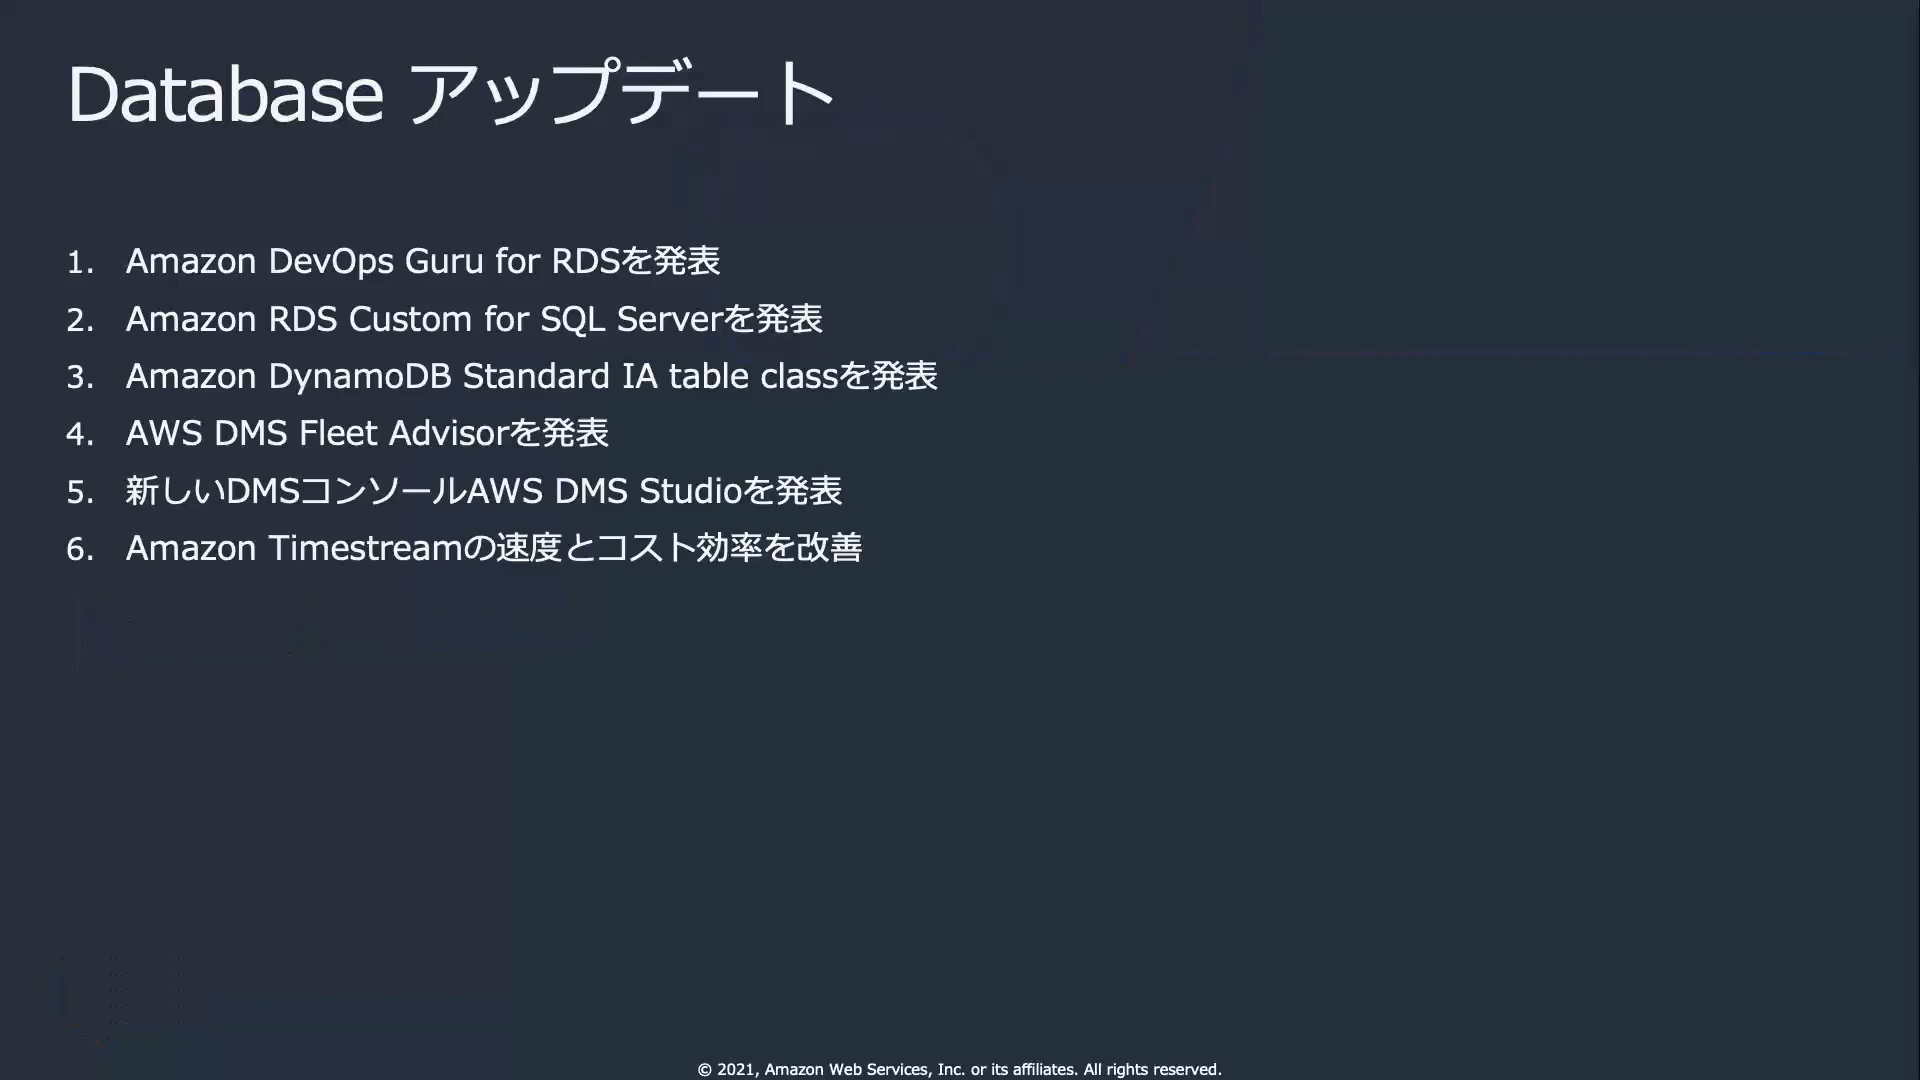 Database アップデート
1. Amazon DevOps Guru for RDSを発表
2. Amazon RDS Custom for SQL Serverを発表
3. Amazon DynamoDB Standard IA table classを発表
4. AWS DMS Fleet Advisorを発表
5. 新しいDMSコンソールAWS DMS Studioを発表
6. Amazon Timestreamの速度とコスト効率を改善
© 2021, Amazon Web Services, Inc. or its affiliates. All rights reserved.